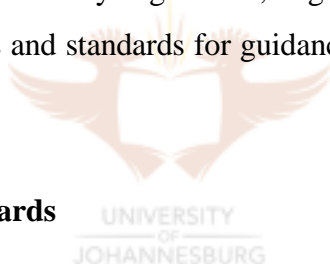 s and standards for guidanc
ards
UNIVERSITY
OF
JOHANNESBURG